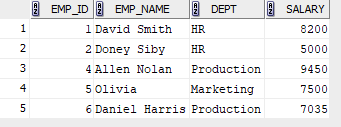 EMP_ID EMP_NAME DEPT SALARY
1 1 David Smith HR 8200
2 2 Doney Siby HR 5000
3 4 Allen Nolan Production 9450
4 5 Olivia Marketing 7500
5 6 Daniel Harris Production 7035